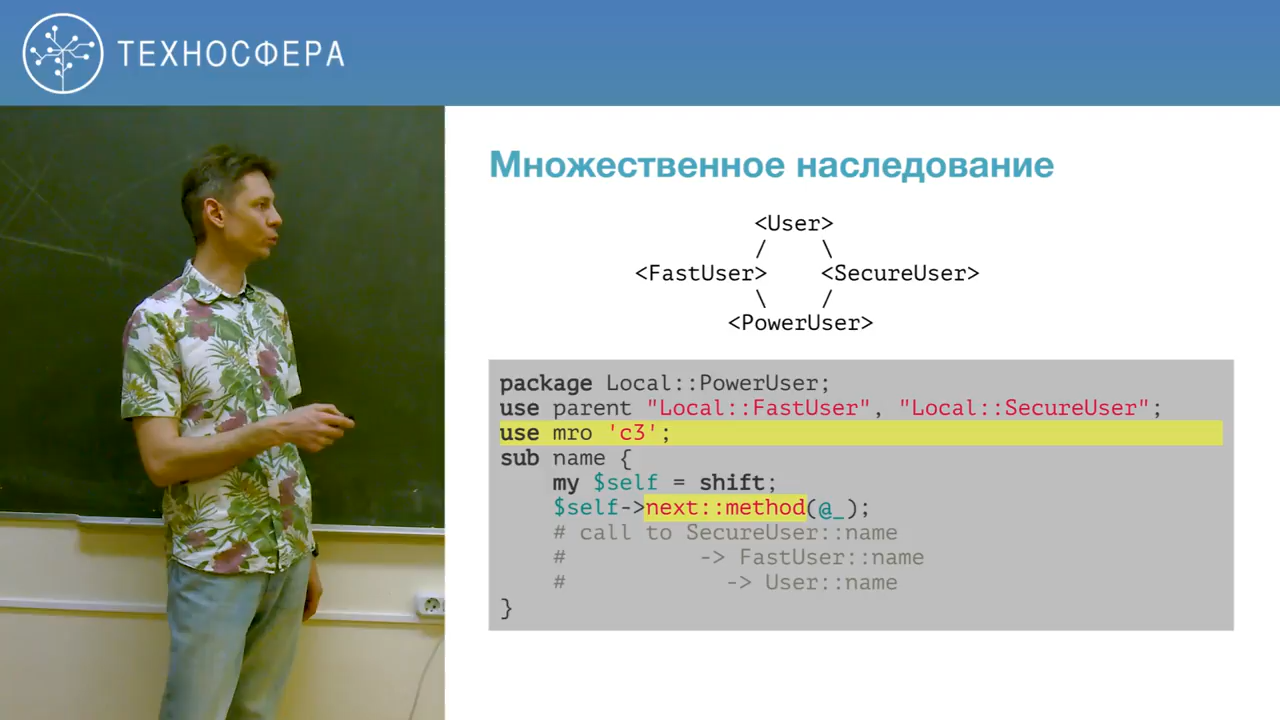 ТЕХНОСФЕРА
Множественное наследование
<User>
/ \
<FastUser> <SecureUser>
\ /
<PowerUser>
package Local::PowerUser;
use parent "Local::FastUser", "Local::SecureUser";
use mro 'c3';
sub name {
    my $self = shift;
    $self->next::method(@_);
    # call to SecureUser::name
    #          -> FastUser::name
    #            -> User::name
}